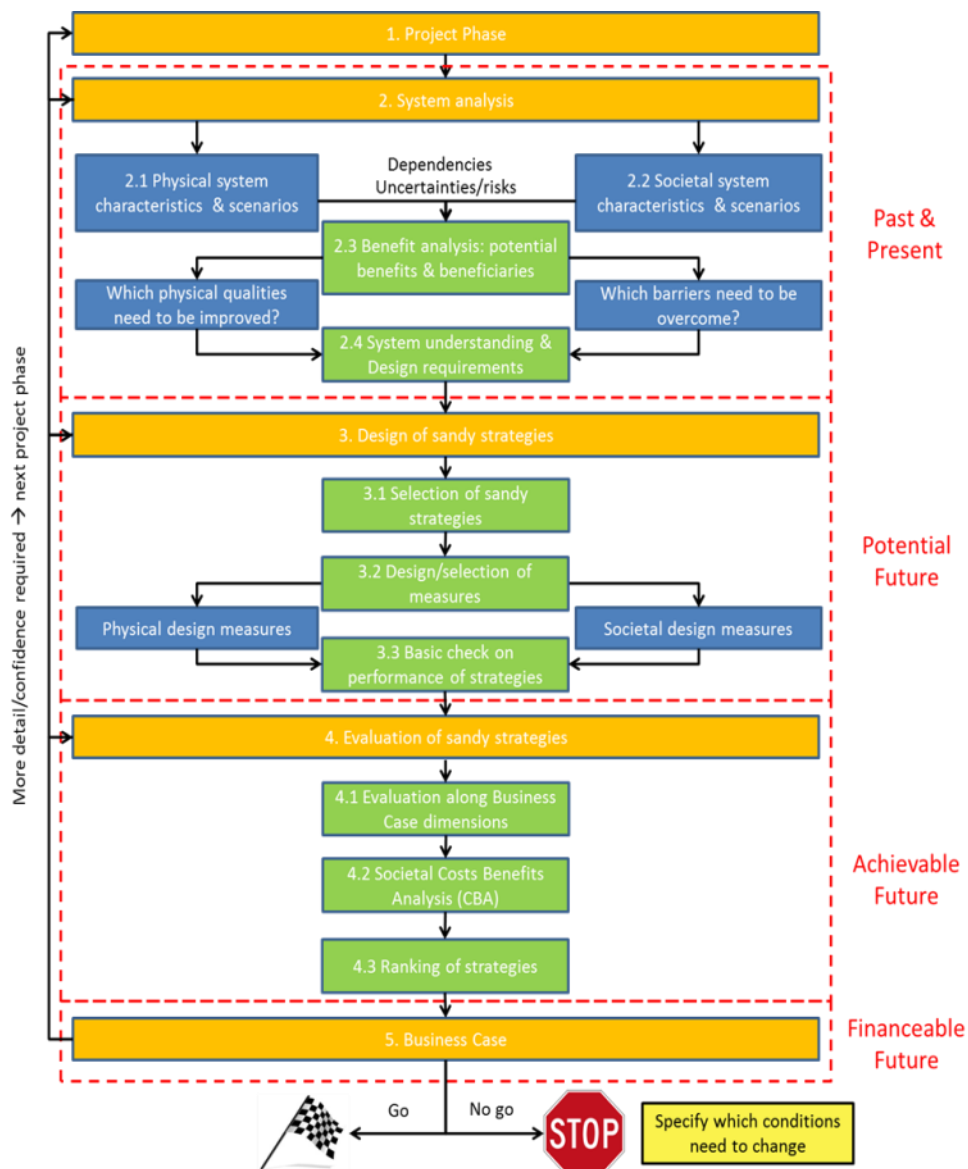 1. Project Phase
2. System analysis
2.1 Physical system
characteristics & scenarios
Dependencies
Uncertainties/risks
2.2 Societal system
characteristics & scenarios
2.3 Benefit analysis: potential
benefits & beneficiaries
Past &
Present
Which physical qualities
need to be improved?
Which barriers need to be
overcome?
2.4 System understanding &
Design requirements
3. Design of sandy strategies
3.1 Selection of sandy
strategies
Potential
Future
3.2 Design/selection of
measures
Physical design measures
Societal design measures
3.3 Basic check on
performance of strategies
4. Evaluation of sandy strategies
4.1 Evaluation along Business
Case dimensions
4.2 Societal Costs Benefits
Analysis (CBA)
Achievable
Future
4.3 Ranking of strategies
5. Business Case
Financeable
Future
More detail/confidence required → next project phase
Go
No go
STOP
Specify which conditions
need to change